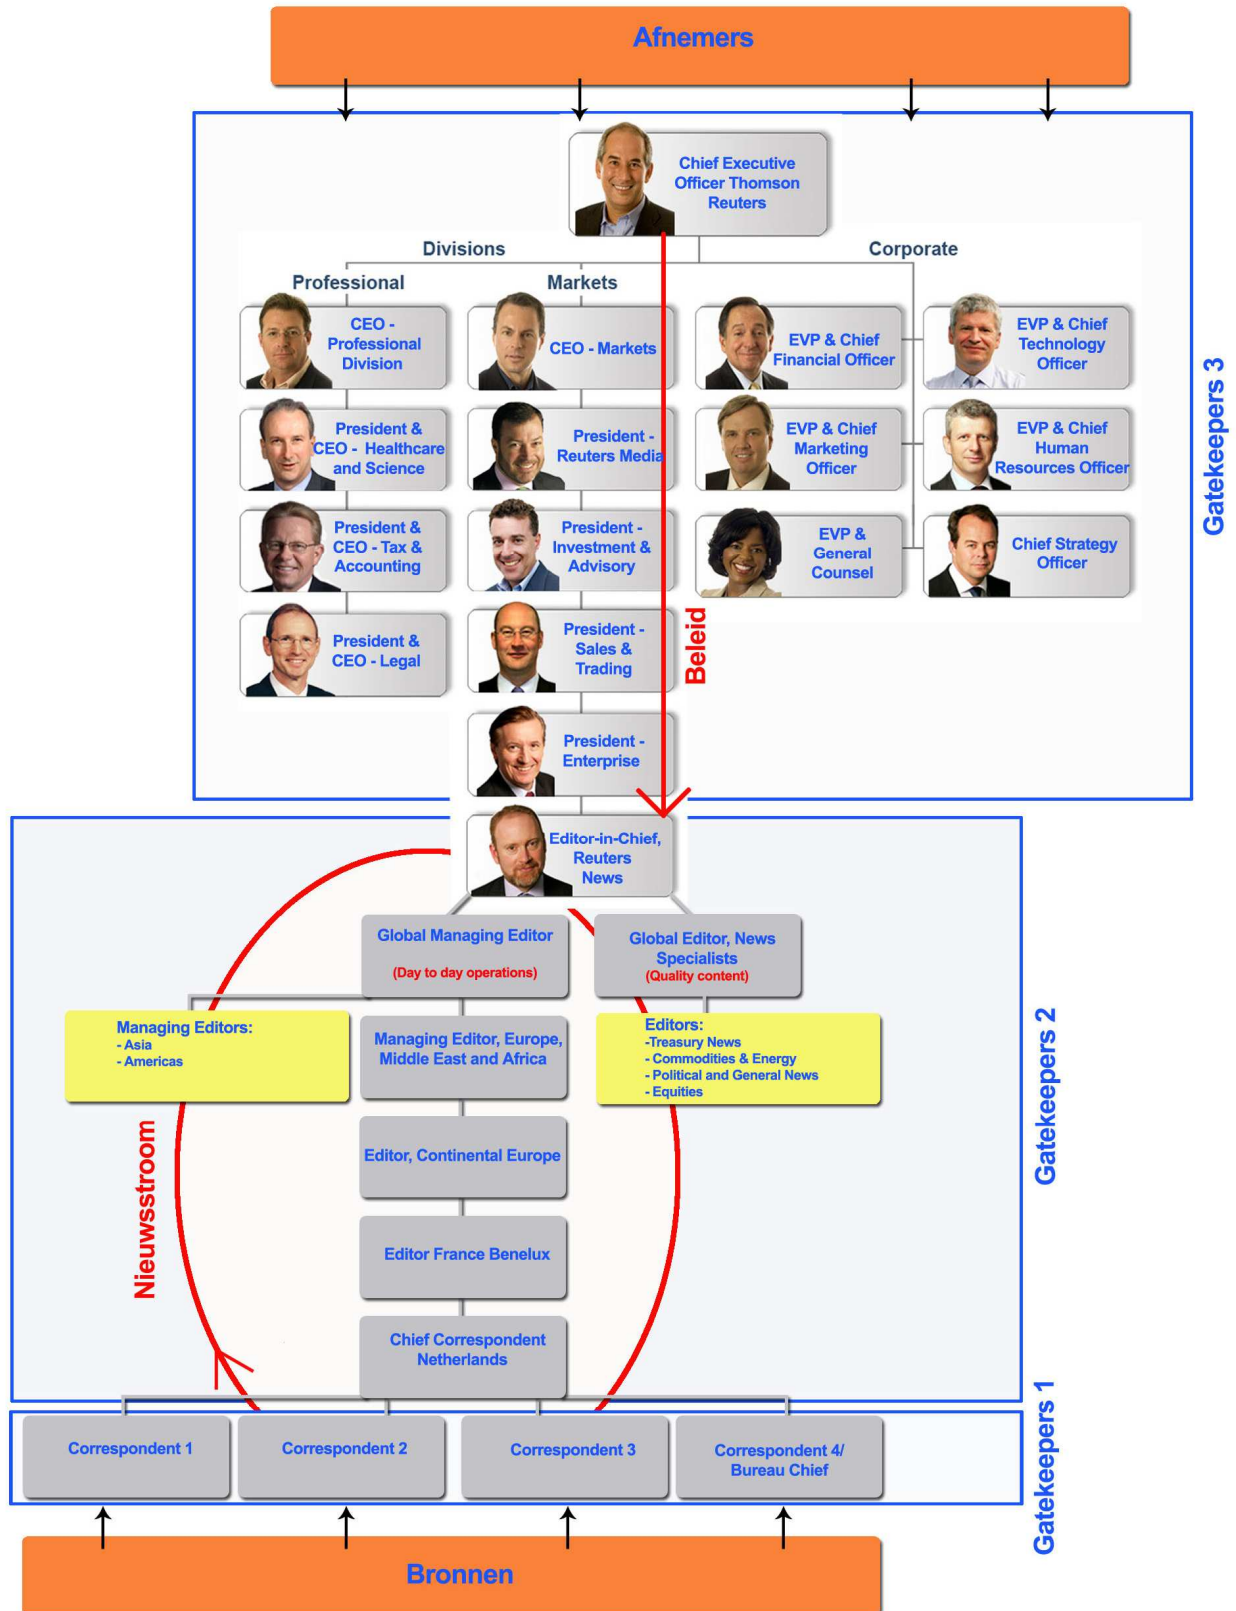 Afnemers
Chief Executive
Officer Thomson
Reuters
Divisions
Corporate
Professional
Markets
CEO -
Professional
Division
CEO - Markets
EVP & Chief
Financial Officer
EVP & Chief
Technology
Officer
President &
CEO - Healthcare
and Science
President -
Reuters Media
EVP & Chief
Marketing
Officer
EVP & Chief
Human
Resources Officer
President &
CEO - Tax &
Accounting
President -
Investment &
Advisory
EVP &
General
Counsel
Chief Strategy
Officer
President &
CEO - Legal
President -
Sales &
Trading
Beleid
President -
Enterprise
Gatekeepers 3
Editor-in-Chief,
Reuters
News
Global Managing Editor
(Day to day operations)
Global Editor, News
Specialists
(Quality content)
Managing Editors:
- Asia
- Americas
Managing Editor, Europe,
Middle East and Africa
Editors:
-Treasury News
- Commodities & Energy
- Political and General News
- Equities
Editor, Continental Europe
Nieuwsstroom
Editor France Benelux
Chief Correspondent
Netherlands
Gatekeepers 2
Correspondent 1
Correspondent 2
Correspondent 3
Correspondent 4/
Bureau Chief
Gatekeepers 1
Bronnen